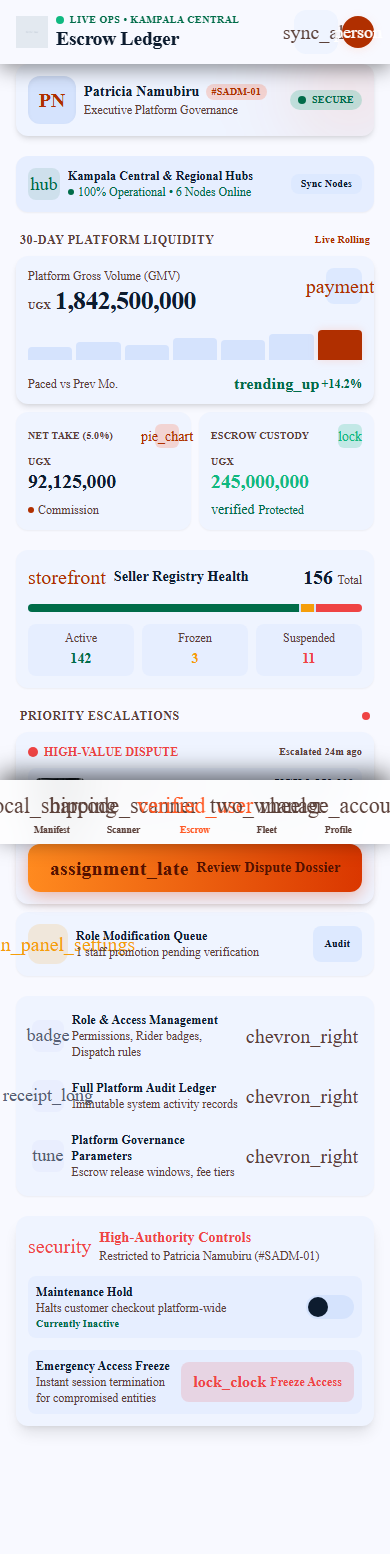 LIVE OPS • KAMPALA CENTRAL
Escrow Ledger
PN
Patricia Namubiru #SADM-01
Executive Platform Governance
SECURE
hub
Kampala Central & Regional Hubs
100% Operational • 6 Nodes Online
Sync Nodes
30-DAY PLATFORM LIQUIDITY
Live Rolling
Platform Gross Volume (GMV)
UGX 1,842,500,000
payment
Paced vs Prev Mo.
trending_up +14.2%
NET TAKE (5.0%)
pie_chart
UGX
92,125,000
Commission
ESCROW CUSTODY
lock
UGX
245,000,000
verified Protected
storefront Seller Registry Health
156 Total
Active
142
Frozen
3
Suspended
11
PRIORITY ESCALATIONS
HIGH-VALUE DISPUTE
Escalated 24m ago
Manifest
Scanner
verified_user
Escrow
two_wheeler
Fleet
Profile
assignment_late Review Dispute Dossier
Role Modification Queue
1 staff promotion pending verification
Audit
badge
Role & Access Management
Permissions, Rider badges,
Dispatch rules
chevron_right
receipt_long
Full Platform Audit Ledger
Immutable system activity records
chevron_right
tune
Platform Governance
Parameters
Escrow release windows, fee tiers
chevron_right
security
High-Authority Controls
Restricted to Patricia Namubiru (#SADM-01)
Maintenance Hold
Halts customer checkout platform-wide
Currently Inactive
Emergency Access Freeze
Instant session termination
for compromised entities
lock_clock Freeze Access